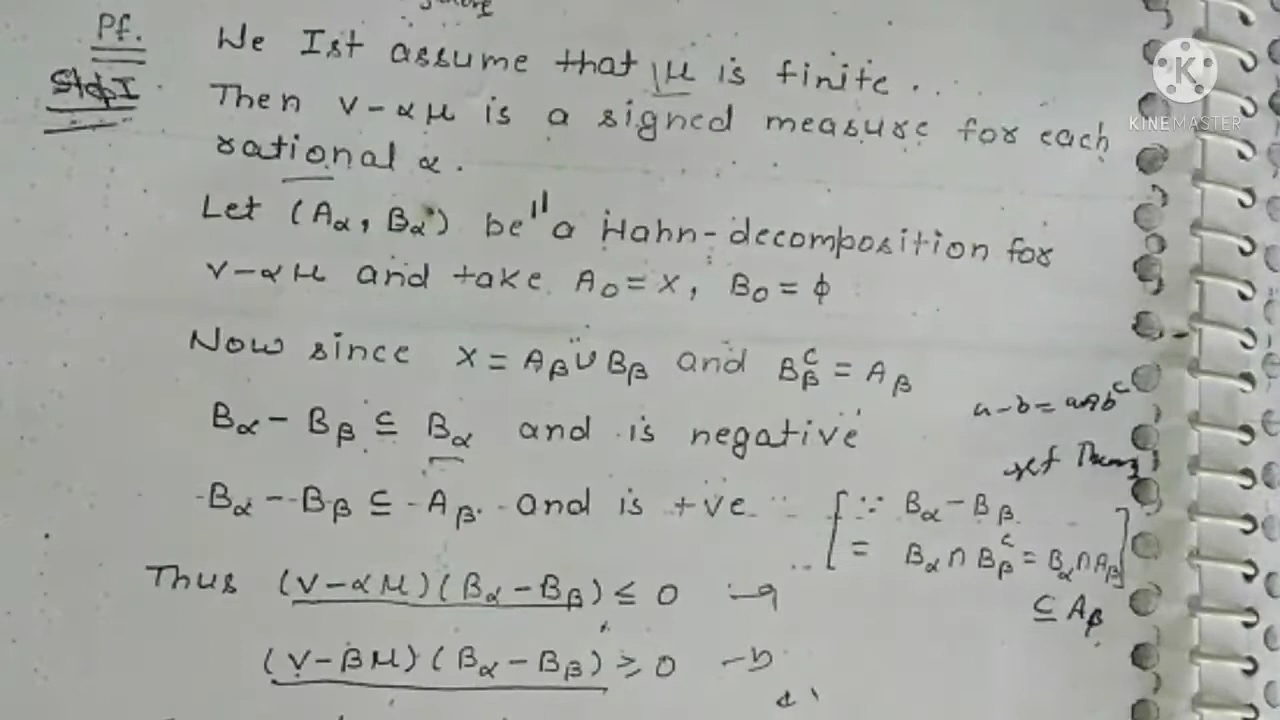 Pf. We Ist assume that μ is finite ..
Step I Then ν-αμ is a signed measure for each
rational α.
Let (Aα, Bα) be a Hahn-decomposition for
ν-αμ and take A₀=X, B₀=ϕ
Now since X = Aβ ∪ Bβ and Bβᶜ = Aβ
a-b = a∩bᶜ
Bα - Bβ ⊆ Bα and is negative
set
Bα - Bβ ⊆ Aβ and is +ve [∵ Bα - Bβ
= Bα ∩ Bβᶜ = Bα ∩ Aβ]
⊆ Aβ
Thus (ν-αμ)(Bα-Bβ) ≤ 0 -a
(ν-βμ)(Bα-Bβ) ≥ 0 -b
KINEMASTER